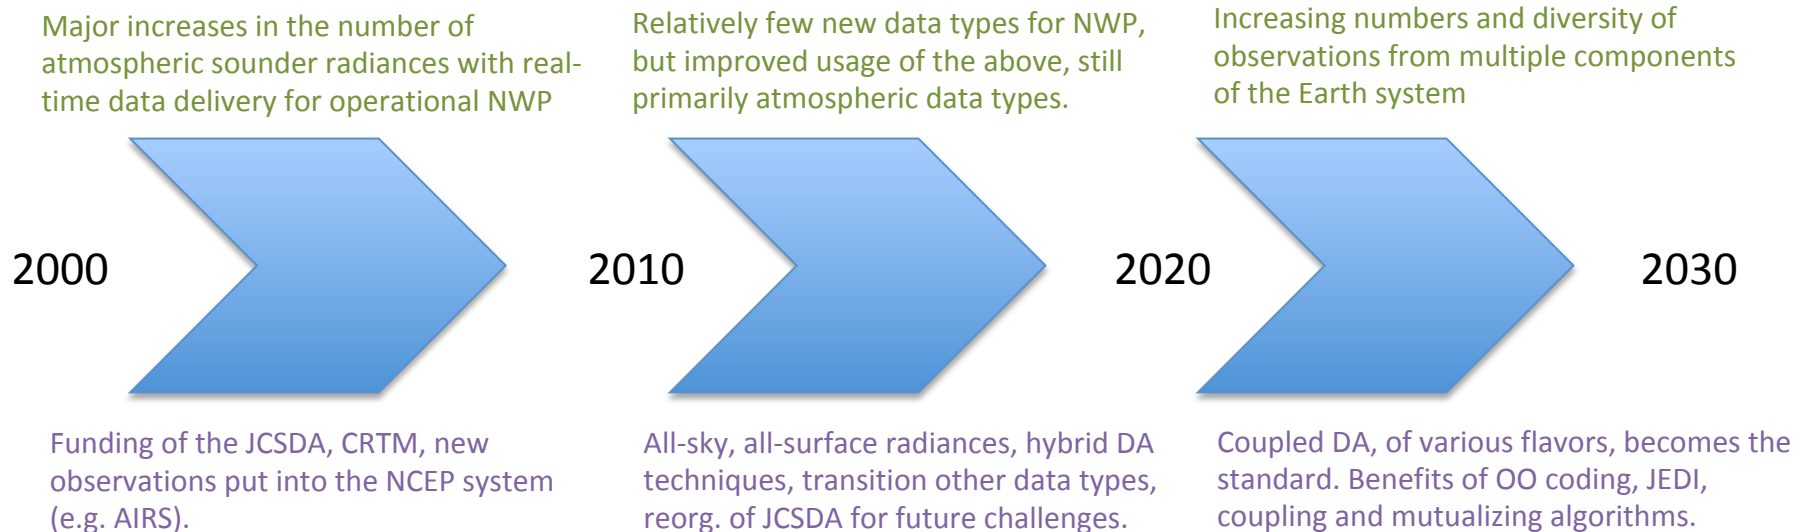 Major increases in the number of
atmospheric sounder radiances with real-
time data delivery for operational NWP
Relatively few new data types for NWP,
but improved usage of the above, still
primarily atmospheric data types.
Increasing numbers and diversity of
observations from multiple components
of the Earth system
2000
2010
2020
2030
Funding of the JCSDA, CRTM, new
observations put into the NCEP system
(e.g. AIRS).
All-sky, all-surface radiances, hybrid DA
techniques, transition other data types,
reorg. of JCSDA for future challenges.
Coupled DA, of various flavors, becomes the
standard. Benefits of OO coding, JEDI,
coupling and mutualizing algorithms.